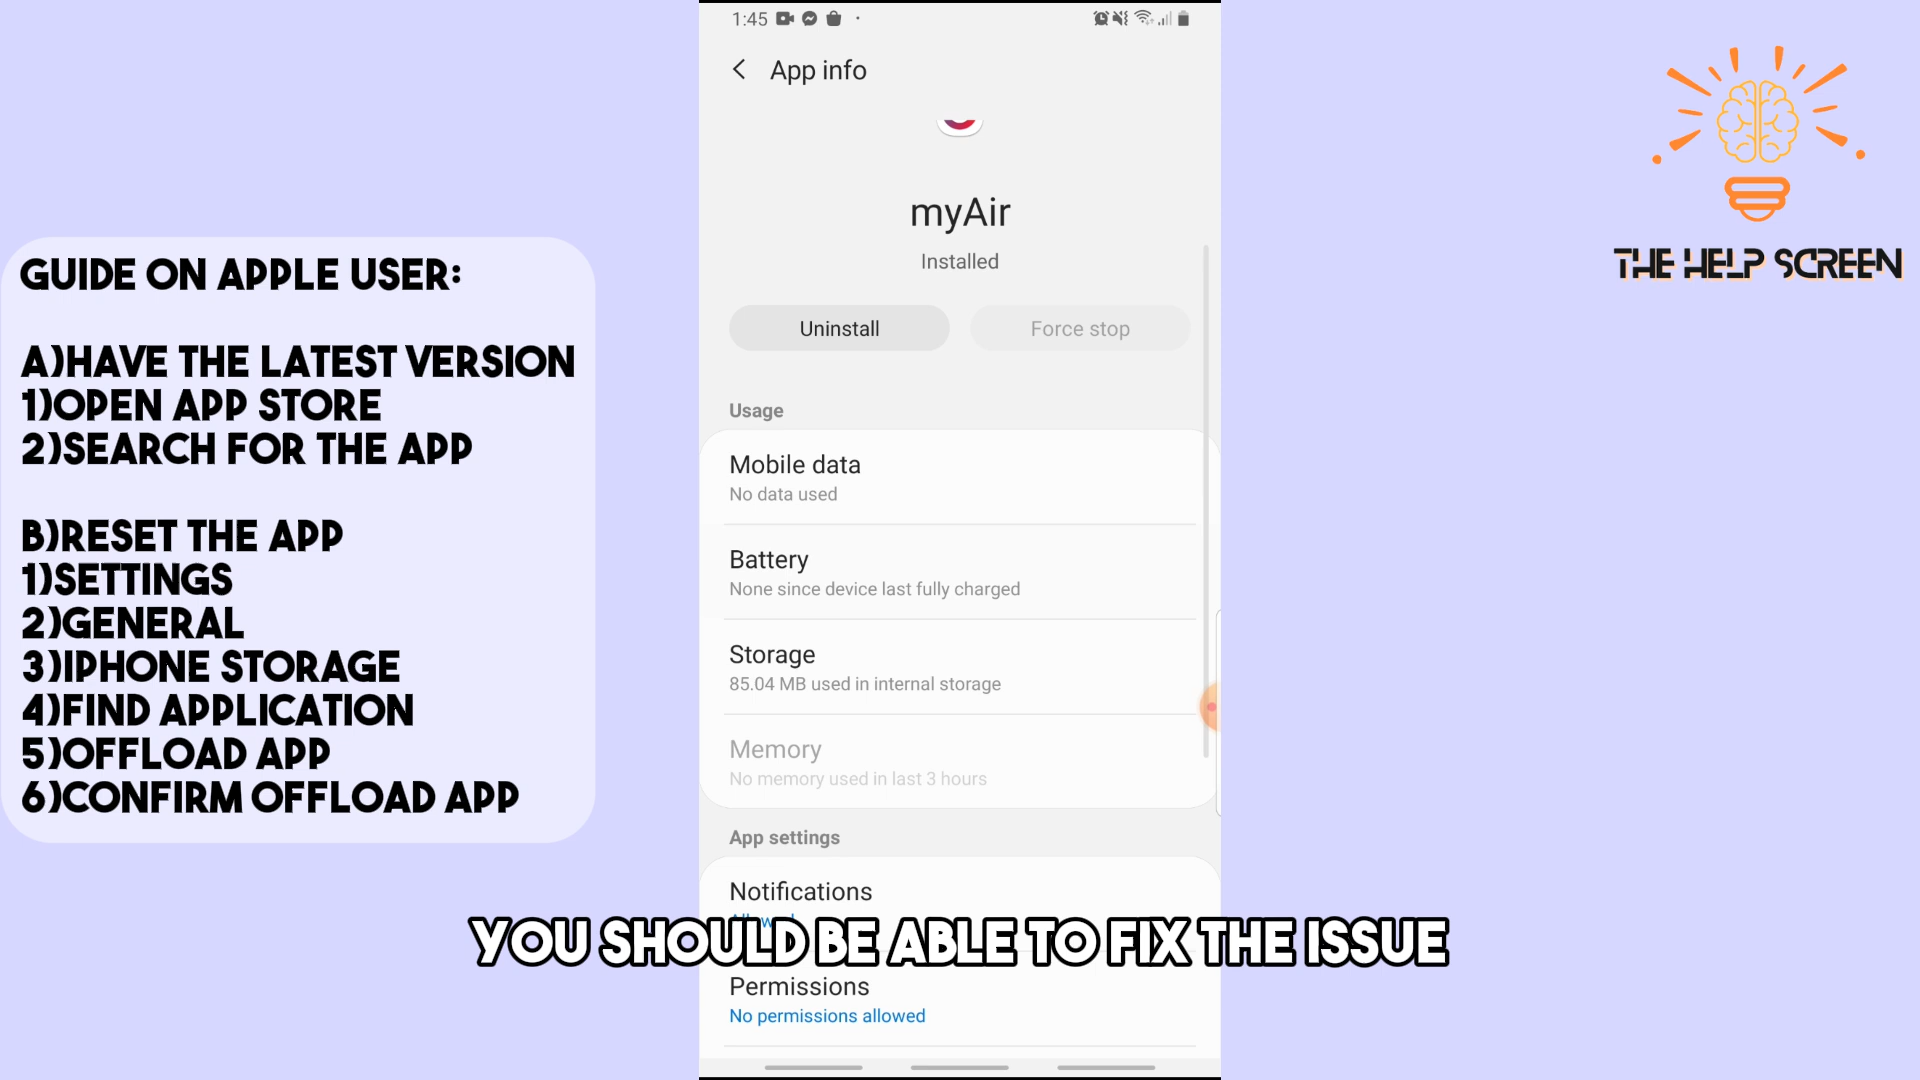 GUIDE ON APPLE USER:
A)HAVE THE LATEST VERSION
1)OPEN APP STORE
2)SEARCH FOR THE APP
B)RESET THE APP
1)SETTINGS
2)GENERAL
3)IPHONE STORAGE
4)FIND APPLICATION
5)OFFLOAD APP
6)CONFIRM OFFLOAD APP
1:45
App info
myAir
Installed
Uninstall
Force stop
Usage
Mobile data
No data used
Battery
None since device last fully charged
Storage
85.04 MB used in internal storage
Memory
No memory used in last 3 hours
App settings
Notifications
Allowed
YOU SHOULD BE ABLE TO FIX THE ISSUE
Permissions
No permissions allowed
THE HELP SCREEN